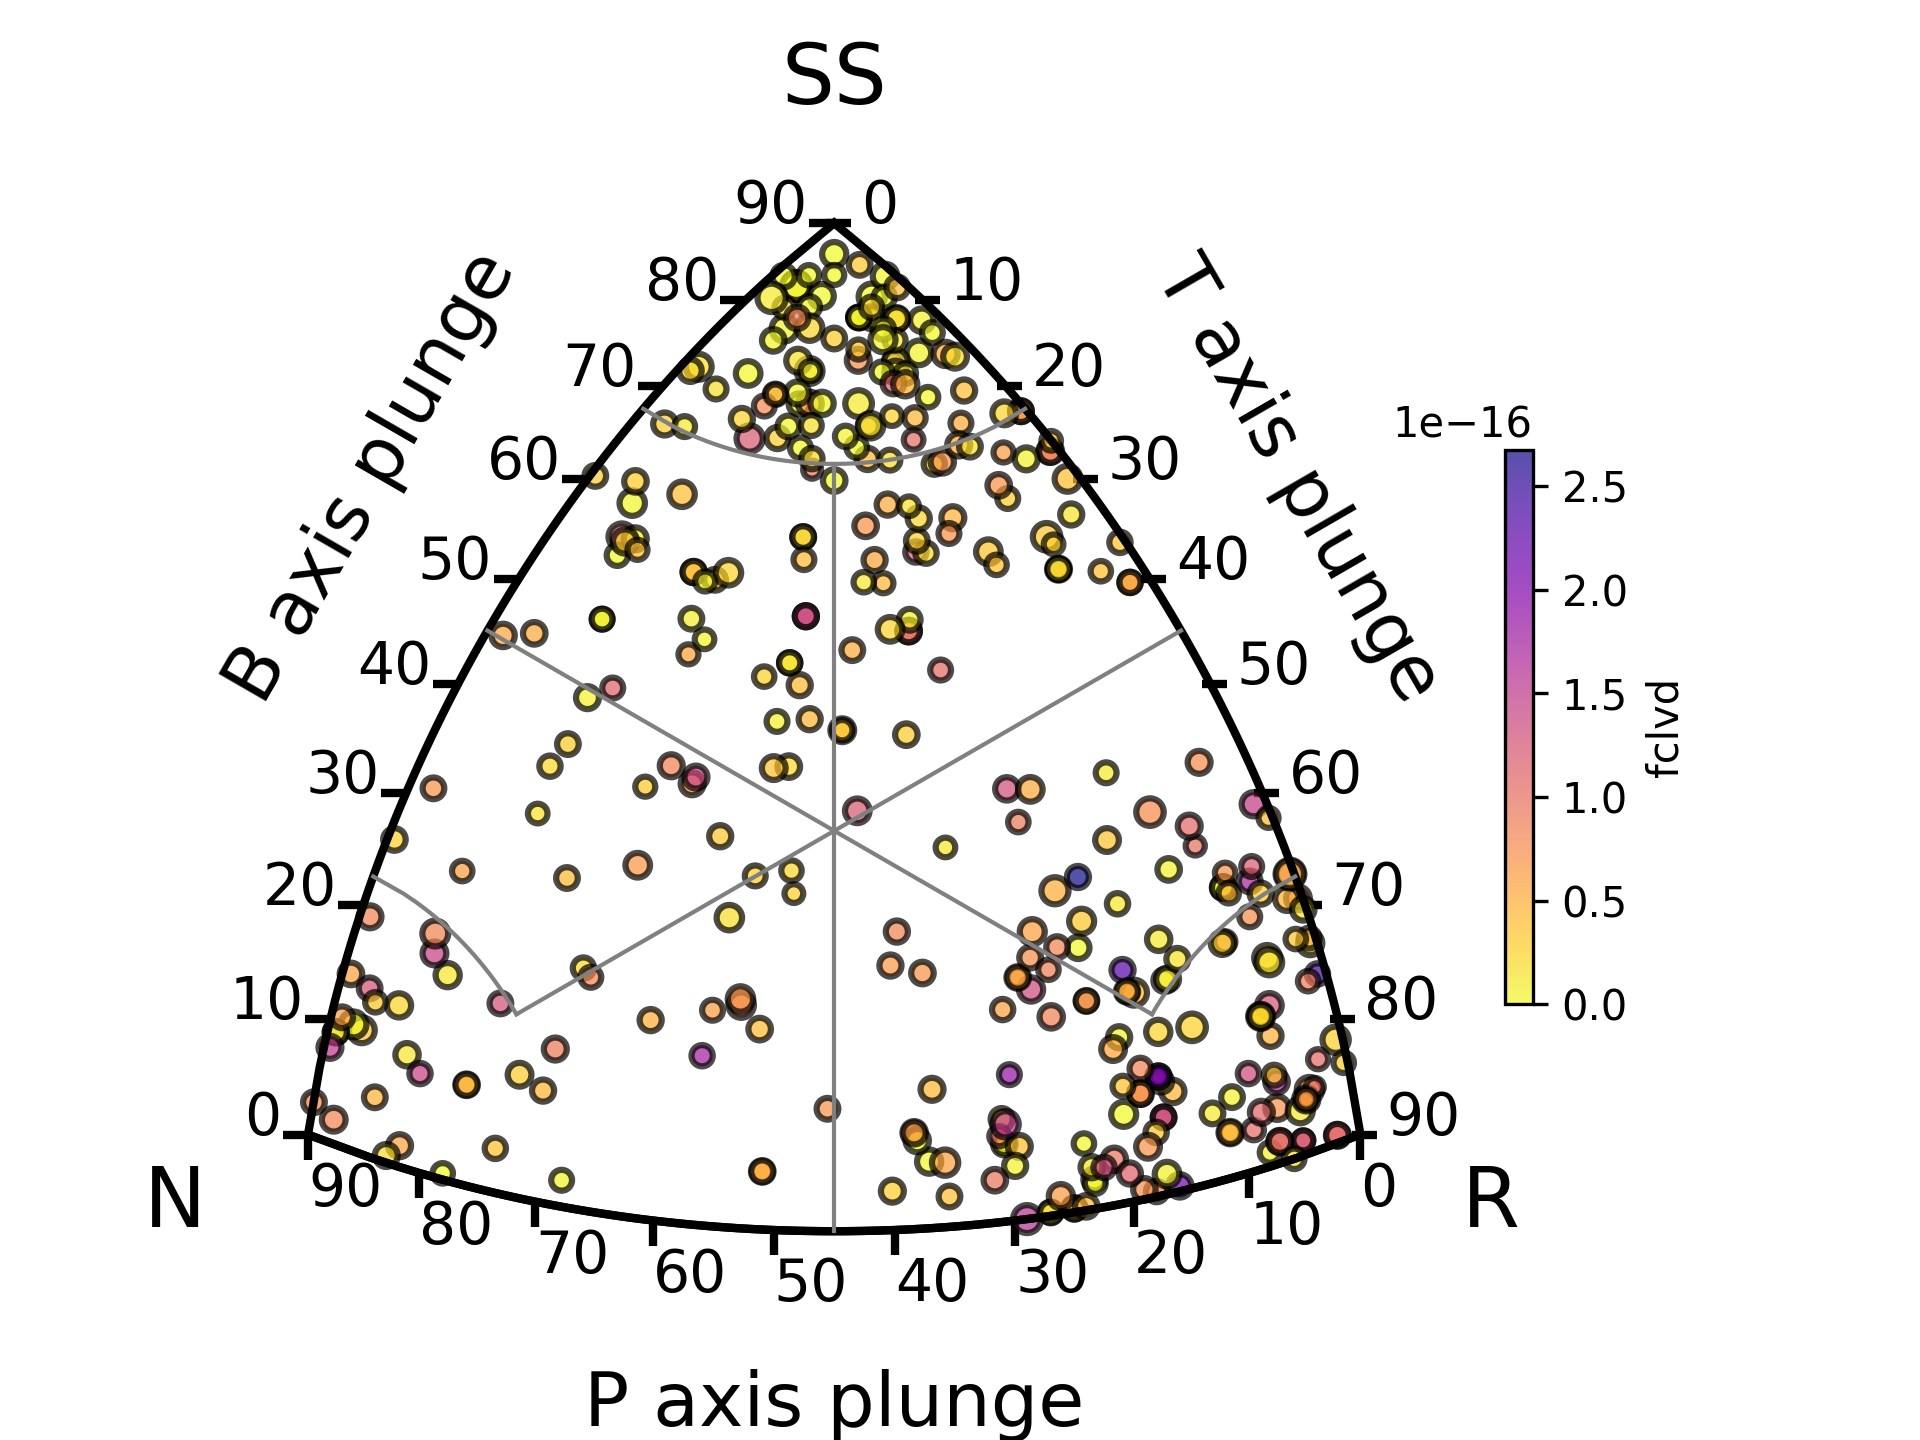 SS
90 0
80 10
70 20
60 30
50 40
40 50
30 60
20 70
10 80
0 90
B axis plunge
T axis plunge
N
R
90 80 70 60 50 40 30 20 10 0
P axis plunge
1e−16
2.5
2.0
1.5
1.0
0.5
0.0
fclvd